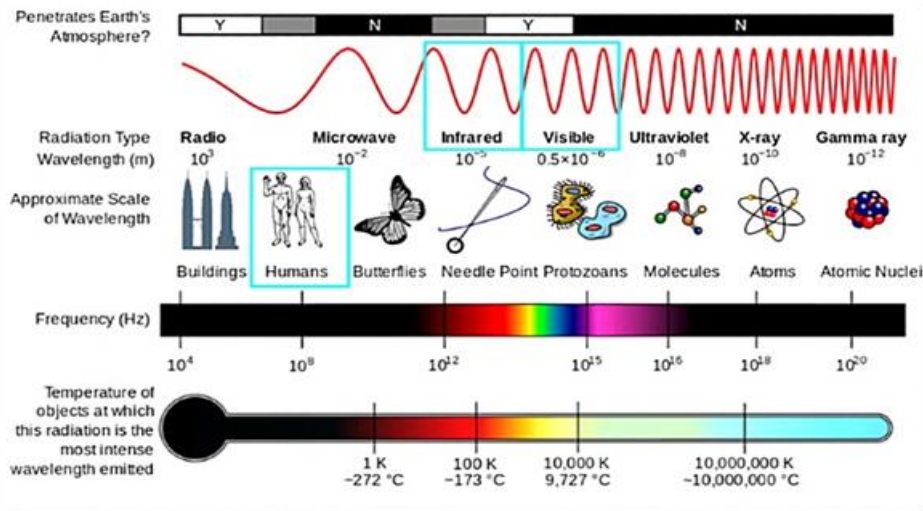 Penetrates Earth's
Atmosphere?
Y N Y N
Radiation Type
Radio Microwave Infrared Visible Ultraviolet X-ray Gamma ray
Wavelength (m)
10³ 10⁻² 10⁻⁵ 0.5×10⁻⁶ 10⁻⁸ 10⁻¹⁰ 10⁻¹²
Approximate Scale
of Wavelength
Buildings Humans Butterflies Needle Point Protozoans Molecules Atoms Atomic Nuclei
Frequency (Hz)
10⁴ 10⁸ 10¹² 10¹⁵ 10¹⁶ 10¹⁸ 10²⁰
Temperature of
objects at which
this radiation is the
most intense
wavelength emitted
1 K 100 K 10,000 K 10,000,000 K
−272 °C −173 °C 9,727 °C ~10,000,000 °C